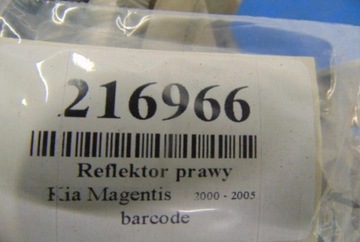 216966
Reflektor prawy
Kia Magentis 2000 - 2005
barcode